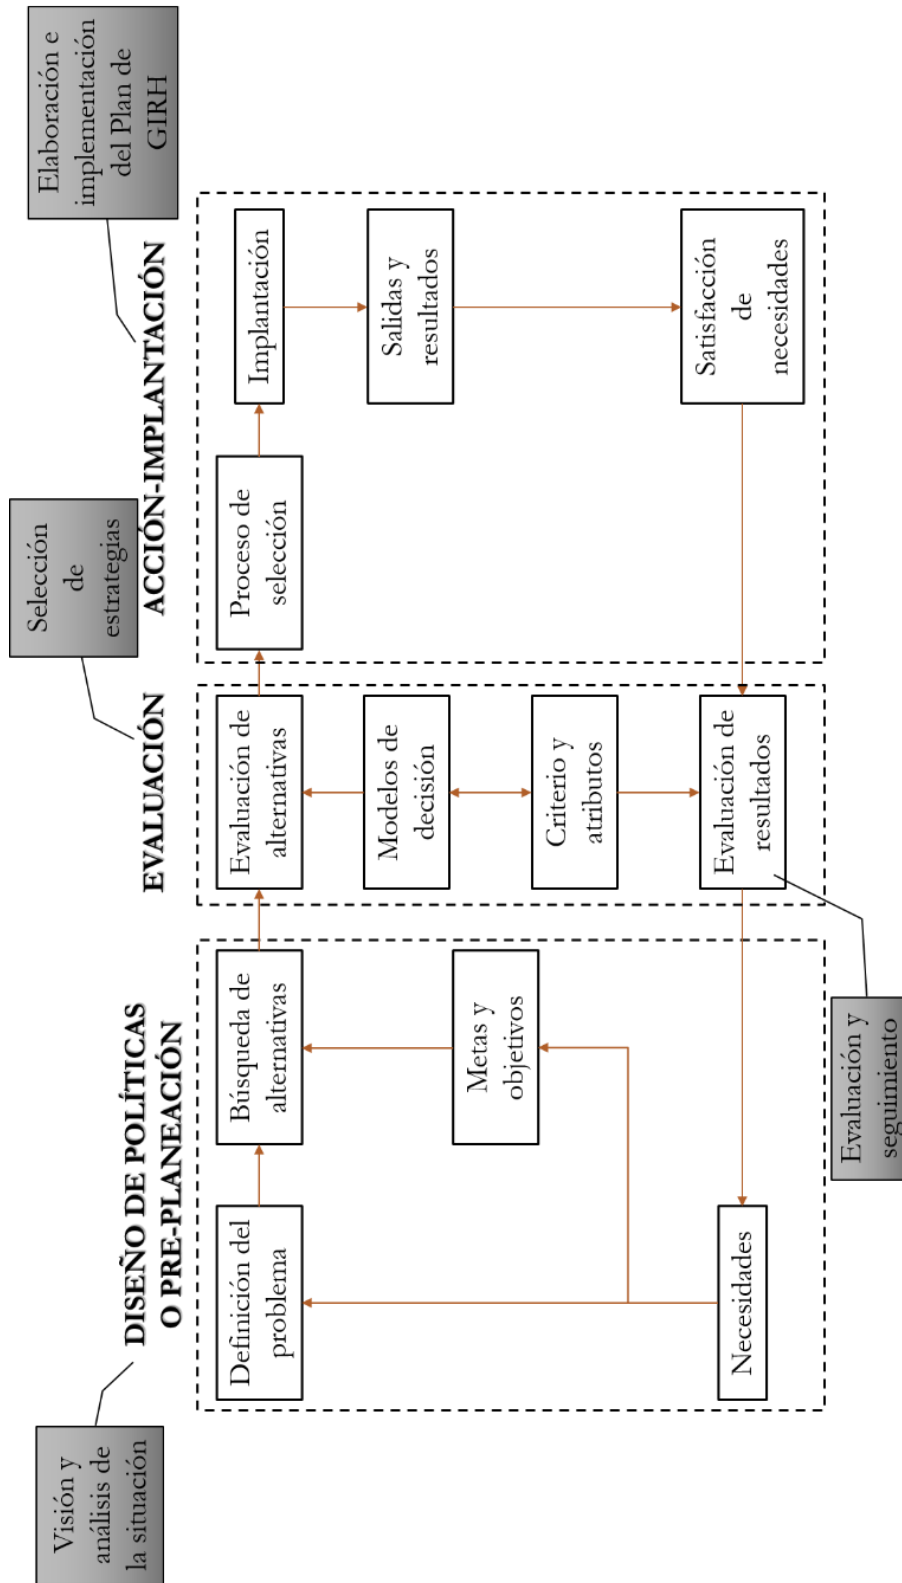 Visión y
análisis de
la situación
DISEÑO DE POLÍTICAS
O PRE-PLANEACIÓN
Definición del
problema
Búsqueda de
alternativas
Metas y
objetivos
Necesidades
Selección
de
estrategias
EVALUACIÓN
Evaluación de
alternativas
Modelos de
decisión
Criterio y
atributos
Evaluación de
resultados
Evaluación y
seguimiento
Elaboración e
implementación
del Plan de
GIRH
ACCIÓN-IMPLANTACIÓN
Proceso de
selección
Implantación
Salidas y
resultados
Satisfacción
de
necesidades